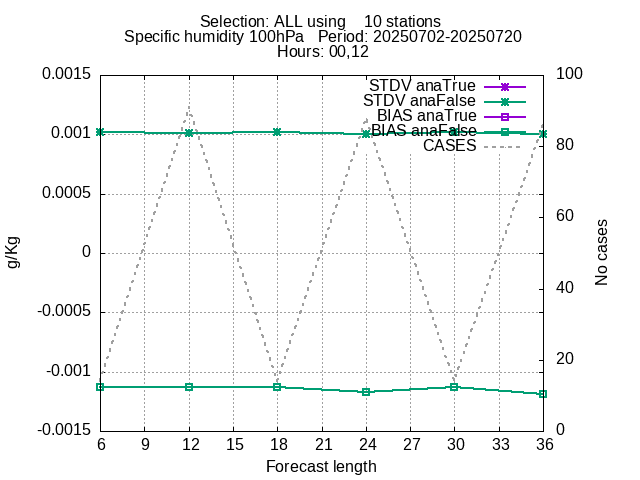 Selection: ALL using    10 stations
Specific humidity 100hPa   Period: 20250702-20250720
Hours: 00,12
0.0015
0.001
0.0005
0
-0.0005
-0.001
-0.0015
g/Kg
STDV anaTrue
STDV anaFalse
BIAS anaTrue
BIAS anaFalse
CASES
100
80
60
40
20
0
No cases
6 9 12 15 18 21 24 27 30 33 36
Forecast length